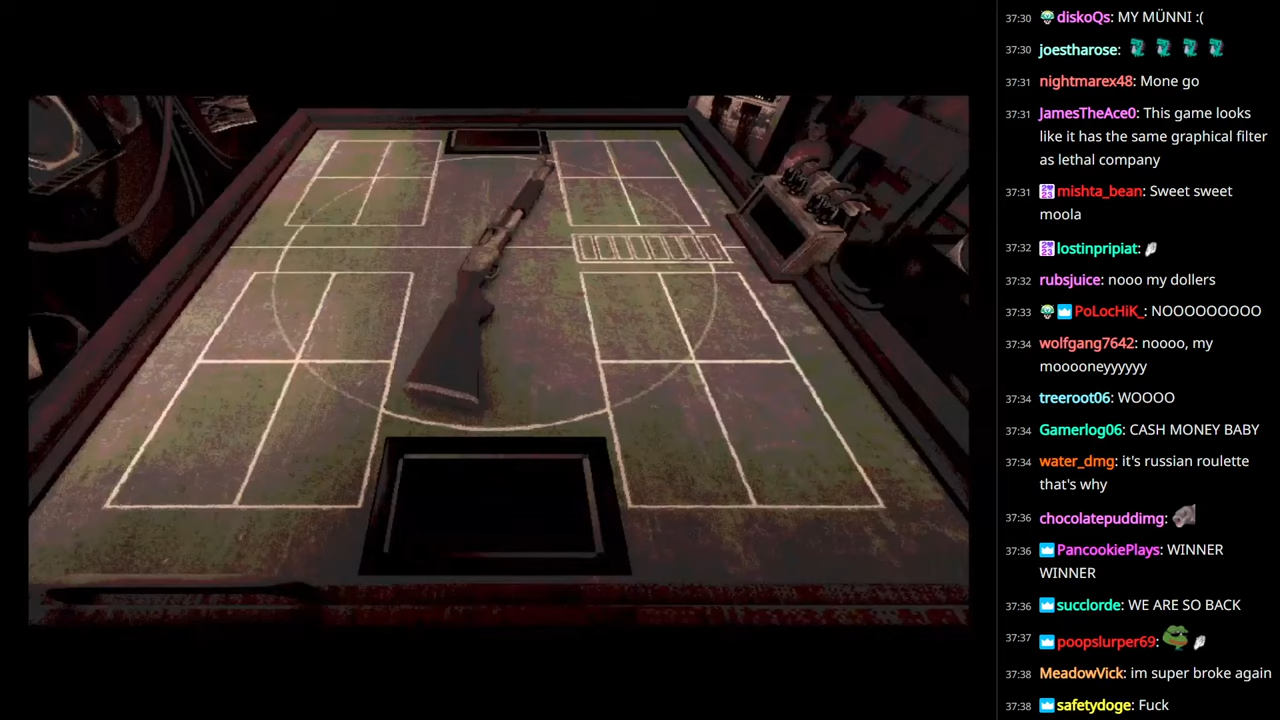 37:30 diskoQs: MY MÜNNI :(
37:30 joestharose:
37:31 nightmarex48: Mone go
37:31 JamesTheAce0: This game looks
like it has the same graphical filter
as lethal company
37:31 mishta_bean: Sweet sweet
moola
37:32 lostinpripiat:
37:32 rubsjuice: nooo my dollers
37:33 PoLocHiK_: NOOOOOOOOO
37:34 wolfgang7642: noooo, my
mooooneyyyyyy
37:34 treeroot06: WOOOO
37:34 Gamerlog06: CASH MONEY BABY
37:34 water_dmg: it's russian roulette
that's why
37:36 chocolatepuddimg:
37:36 PancookiePlays: WINNER
WINNER
37:36 succlorde: WE ARE SO BACK
37:37 poopslurper69:
37:38 MeadowVick: im super broke again
37:38 safetydoge: Fuck